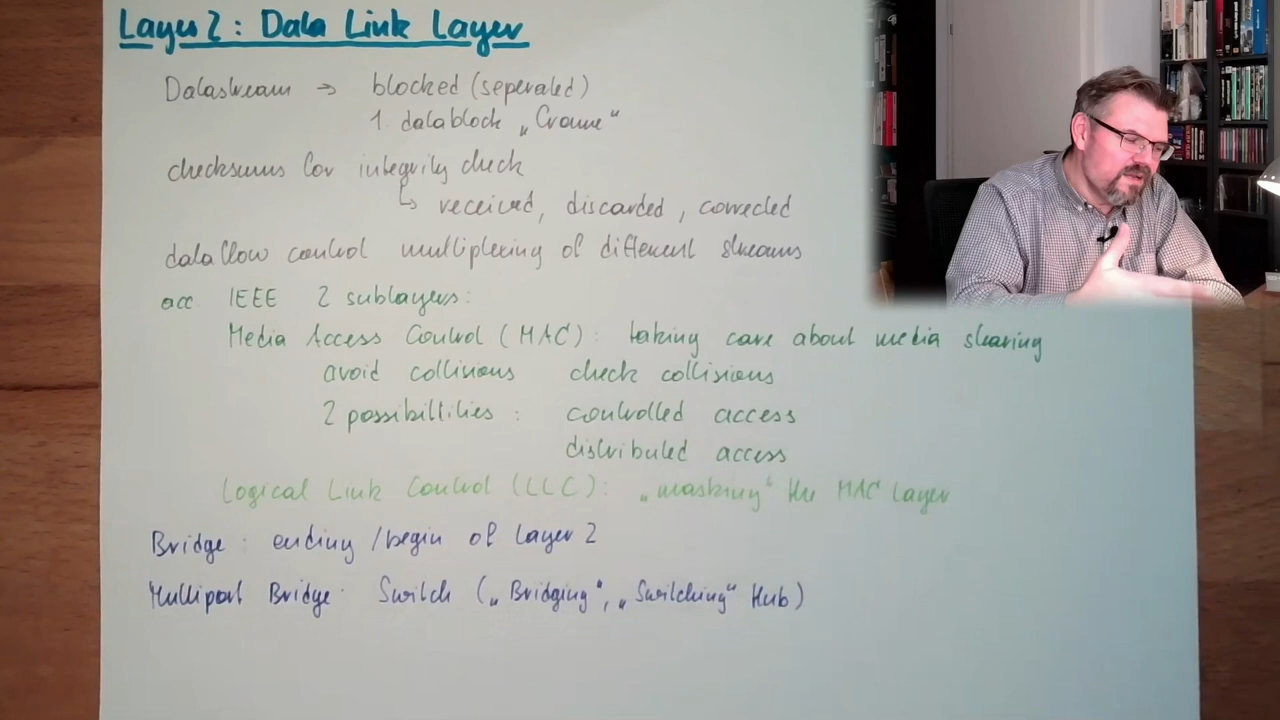 Layer 2 : Data Link Layer
Datastream → blocked (seperated)
1. datablock „Frame“
checksums for integrity check
↳ received, discarded, corrected
dataflow control multiplexing of different streams
acc. IEEE 2 sublayers:
Media Access Control (MAC): taking care about media sharing
avoid collisions check collisions
2 possibiltities : controlled access
distributed access
Logical Link Control (LLC): „masking“ the MAC Layer
Bridge : ending / begin of Layer 2
Multiport Bridge: Switch („Bridging“, „Switching“ Hub)